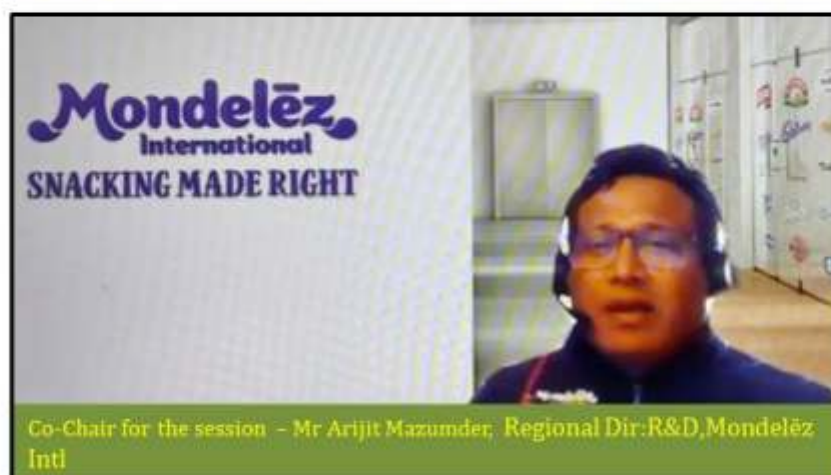 Mondelēz
International
SNACKING MADE RIGHT
Co-Chair for the session – Mr Arijit Mazumder, Regional Dir:R&D,Mondelēz
Intl